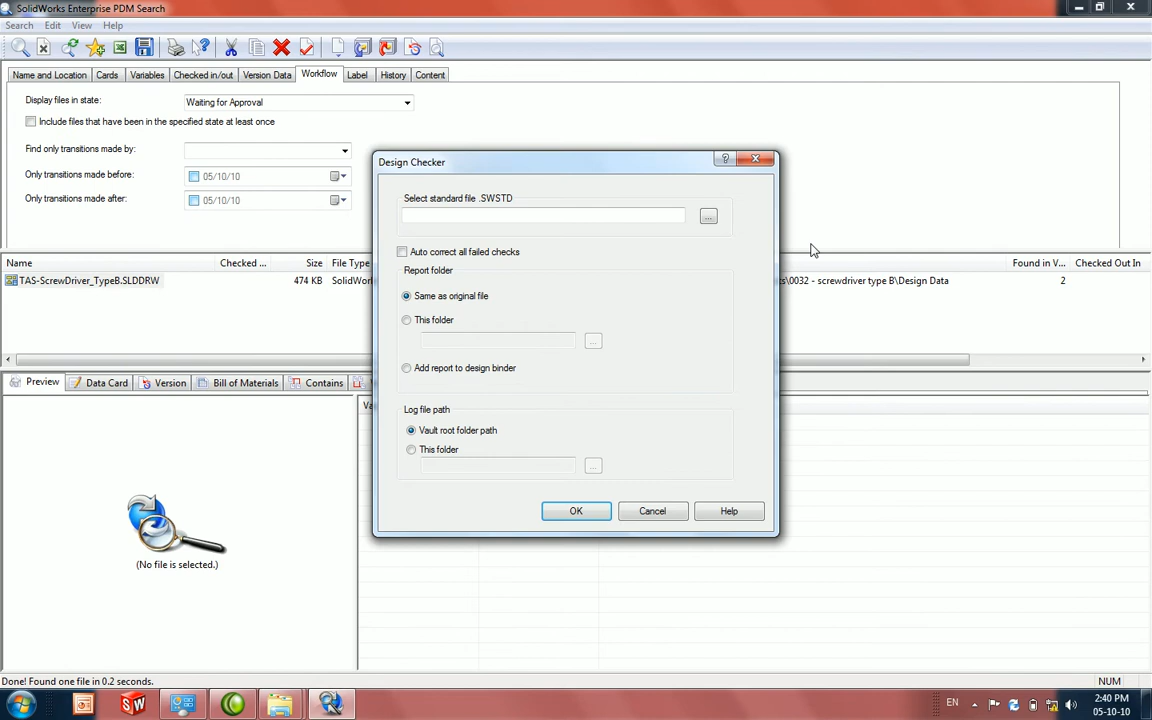 SolidWorks Enterprise PDM Search
Search Edit View Help
Name and Location Cards Variables Checked in/out Version Data Workflow Label History Content
Display files in state: Waiting for Approval
Include files that have been in the specified state at least once
Find only transitions made by:
Only transitions made before: 05/10/10
Only transitions made after: 05/10/10
Name Checked ... Size File Type Found in V... Checked Out In
TAS-ScrewDriver_TypeB.SLDDRW 474 KB SolidWor \0032 - screwdriver type B\Design Data 2
Design Checker
Select standard file .SWSTD
...
Auto correct all failed checks
Report folder
Same as original file
This folder
...
Add report to design binder
Log file path
Vault root folder path
This folder
...
OK Cancel Help
Preview Data Card Version Bill of Materials Contains
Va
(No file is selected.)
Done! Found one file in 0.2 seconds. NUM
EN 2:40 PM
05-10-10